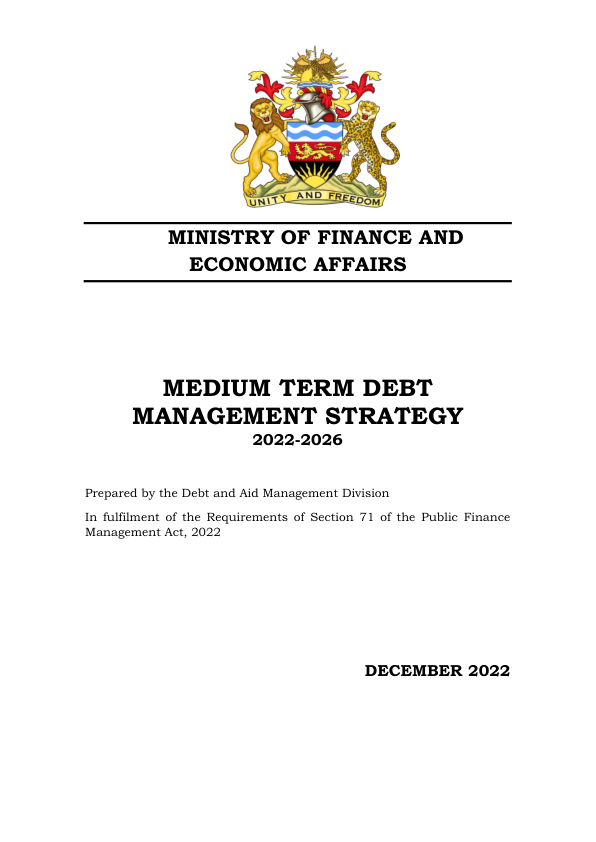 UNITY AND FREEDOM
MINISTRY OF FINANCE AND
ECONOMIC AFFAIRS
MEDIUM TERM DEBT
MANAGEMENT STRATEGY
2022-2026
Prepared by the Debt and Aid Management Division
In fulfilment of the Requirements of Section 71 of the Public Finance
Management Act, 2022
DECEMBER 2022